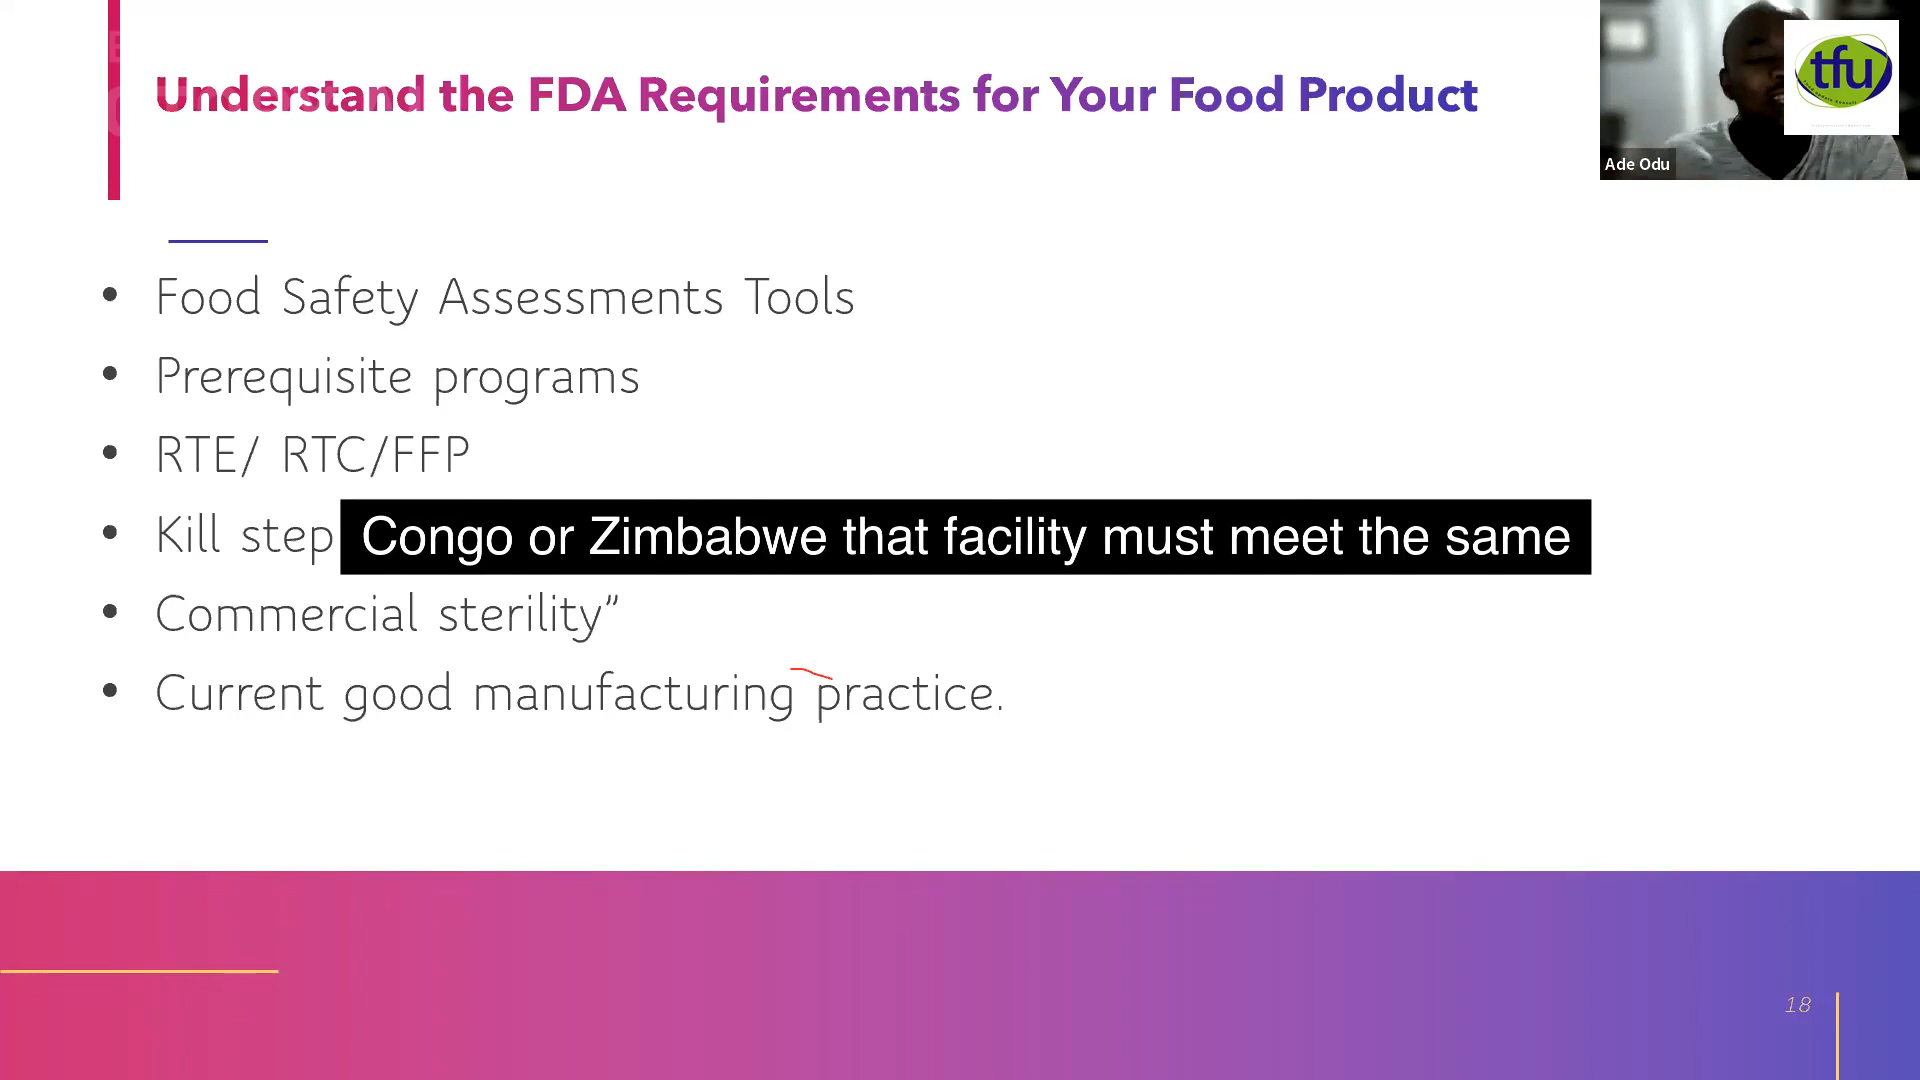 Understand the FDA Requirements for Your Food Product
tfu
Ade Odu
• Food Safety Assessments Tools
• Prerequisite programs
• RTE/ RTC/FFP
• Kill step
Congo or Zimbabwe that facility must meet the same
• Commercial sterility”
• Current good manufacturing practice.
18